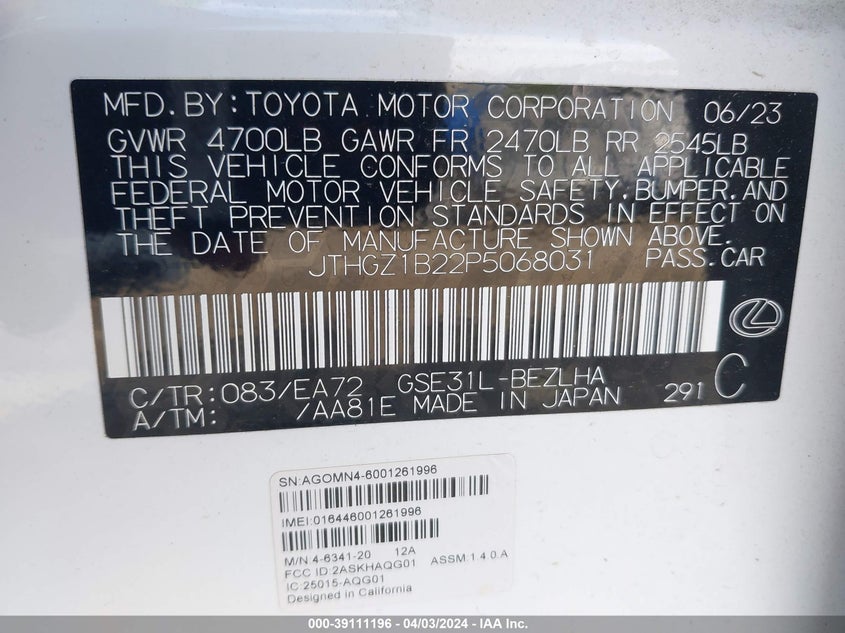 MFD.BY:TOYOTA MOTOR CORPORATION 06/23
GVWR 4700LB GAWR FR 2470LB RR 2545LB
THIS VEHICLE CONFORMS TO ALL APPLICABLE
FEDERAL MOTOR VEHICLE SAFETY,BUMPER,AND
THEFT PREVENTION STANDARDS IN EFFECT ON
THE DATE OF MANUFACTURE SHOWN ABOVE.
JTHGZ1B22P5068031 PASS.CAR
C/TR:083/EA72 GSE31L-BEZLHA
A/TM: /AA81E MADE IN JAPAN 291 C
SN:AGOMN4-6001261996
IMEI:016446001261996
M/N:4-6341-20 12A
FCC ID:2ASKHAQG01 ASSM:1.4.0.A
IC:25015-AQG01
Designed in California
000-39111196 - 04/03/2024 - IAA Inc.